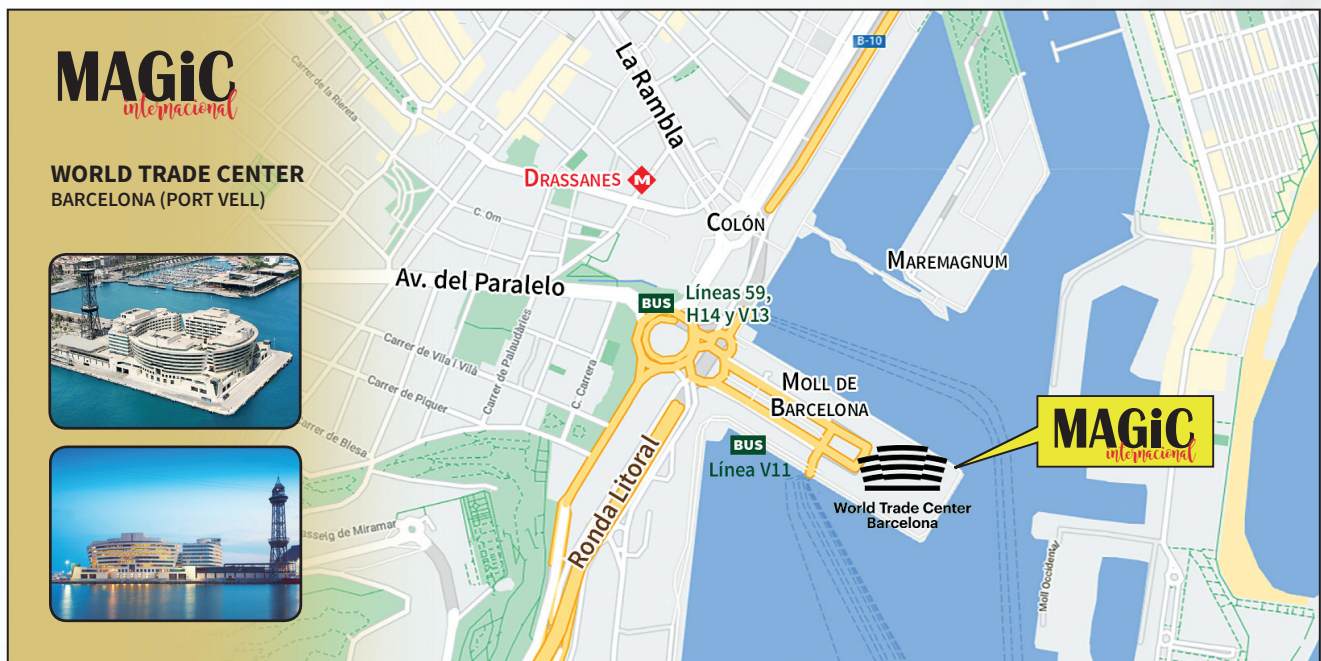 MAGiC
internacional
WORLD TRADE CENTER
BARCELONA (PORT VELL)
B-10
La Rambla
Carrer de la Riereta
DRASSANES M
C. Om
COLÓN
MAREMAGNUM
Av. del Paralelo
BUS
Líneas 59,
H14 y V13
Carrer de Vila i Vilà
Carrer de Palaudàries
Carrer de Piquer
C. Carrera
MOLL DE
BARCELONA
arrer de Blesa
BUS
Línea V11
MAGiC
internacional
Ronda Litoral
World Trade Center
Barcelona
asseig de Miramar
Moll Occidental